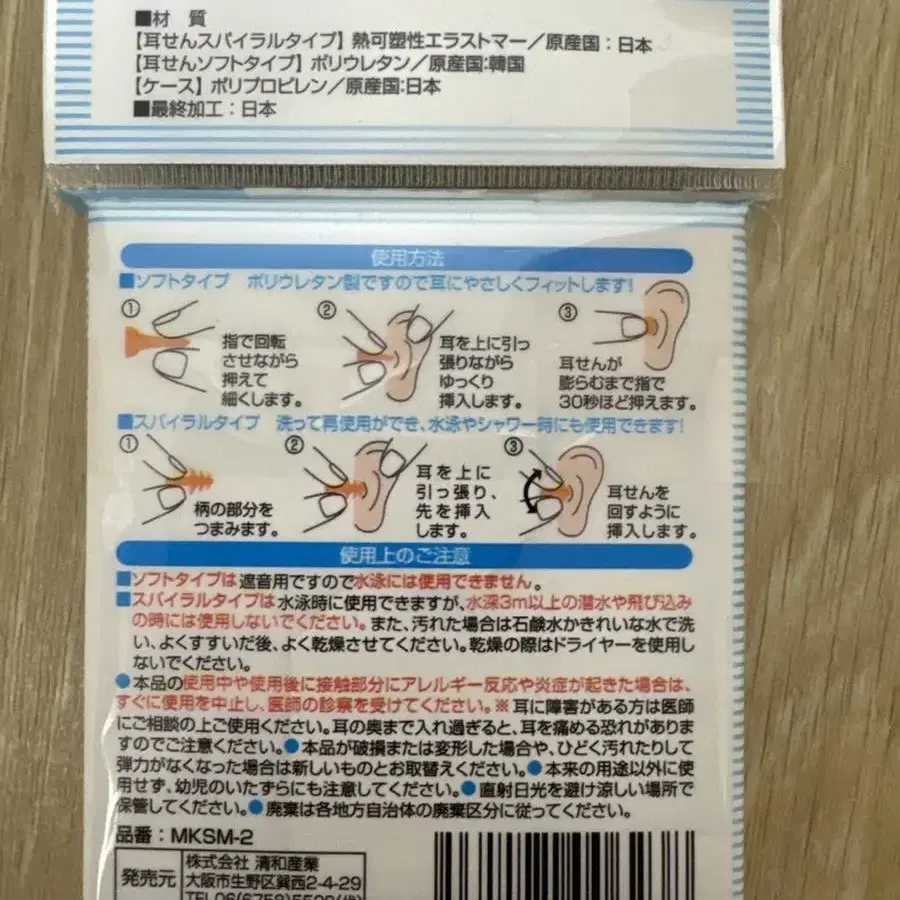 ■材　質
【耳せんスパイラルタイプ】熱可塑性エラストマー／原産国：日本
【耳せんソフトタイプ】ポリウレタン／原産国:韓国
【ケース】ポリプロピレン／原産国:日本
■最終加工：日本
使用方法
■ソフトタイプ　ポリウレタン製ですので耳にやさしくフィットします!
①
指で回転
させながら
押えて
細くします。
②
耳を上に引っ
張りながら
ゆっくり
挿入します。
③
耳せんが
膨らむまで指で
30秒ほど押えます。
■スパイラルタイプ　洗って再使用ができ、水泳やシャワー時にも使用できます!
①
柄の部分を
つまみます。
②
耳を上に
引っ張り、
先を挿入
します。
③
耳せんを
回すように
挿入します。
使用上のご注意
■ソフトタイプは遮音用ですので水泳には使用できません。
■スパイラルタイプは水泳時に使用できますが、水深3m以上の潜水や飛び込み
の時には使用しないでください。また、汚れた場合は石鹸水かきれいな水で洗
い、よくすすいだ後、よく乾燥させてください。乾燥の際はドライヤーを使用し
ないでください。
●本品の使用中や使用後に接触部分にアレルギー反応や炎症が起きた場合は、
すぐに使用を中止し、医師の診察を受けてください。※耳に障害がある方は医師
にご相談の上ご使用ください。耳の奥まで入れ過ぎると、耳を痛める恐れがありま
すのでご注意ください。●本品が破損または変形した場合や、ひどく汚れたりして
弾力がなくなった場合は新しいものとお取替えください。●本来の用途以外に使
用せず、幼児のいたずらにも注意してください。●直射日光を避け涼しい場所で
保管してください。●廃棄は各地方自治体の廃棄区分に従ってください。
品番：MKSM-2
発売元
株式会社 清和産業
大阪市生野区巽西2-4-29